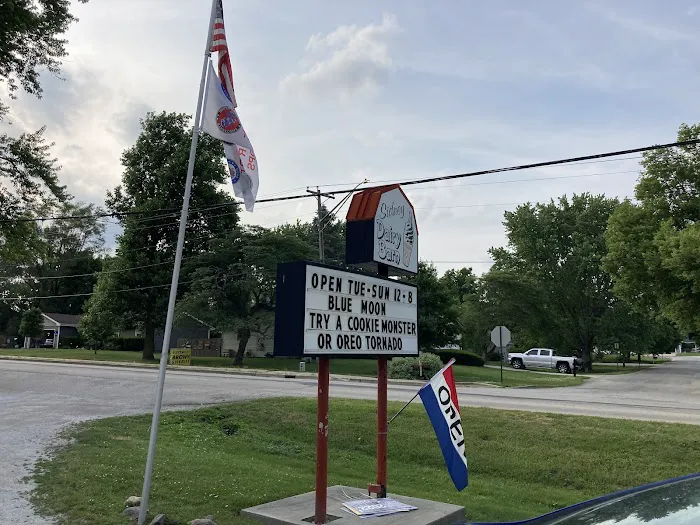 Sidney
Dairy
Barn
OPEN TUE-SUN 12-8
BLUE MOON
TRY A COOKIE MONSTER
OR OREO TORNADO
OPEN